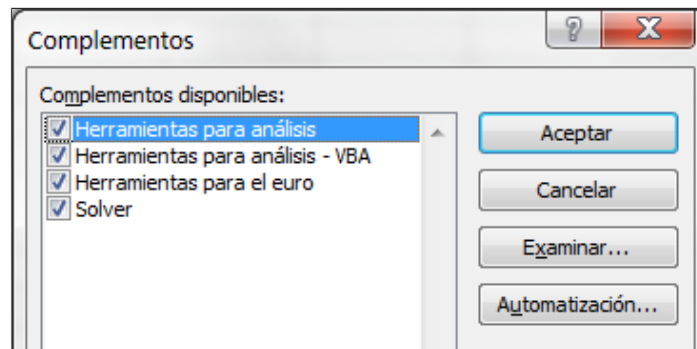 Complementos
Complementos disponibles:
Herramientas para análisis
Herramientas para análisis - VBA
Herramientas para el euro
Solver
Aceptar
Cancelar
Examinar...
Automatización...